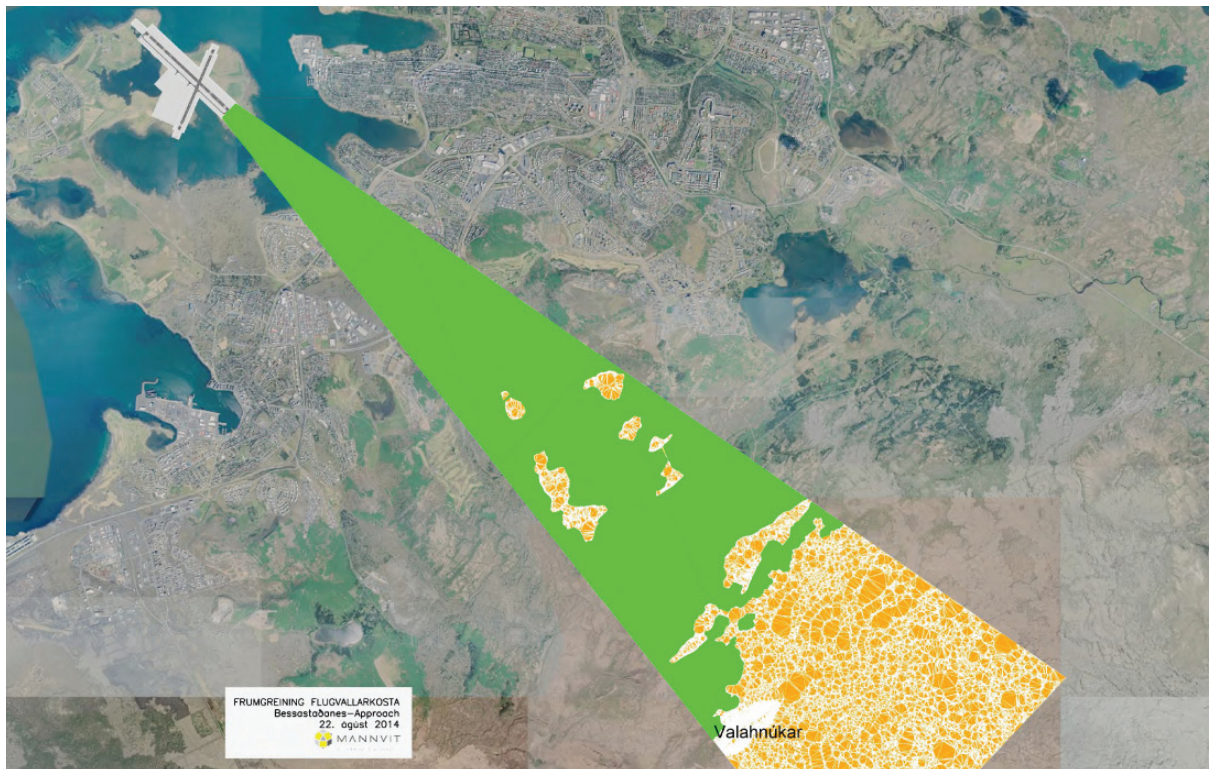 Valahnúkar
FRUMGREINING FLUGVALLARKOSTA
Bessastaðanes-Approach
22. ágúst 2014
MANNVIT